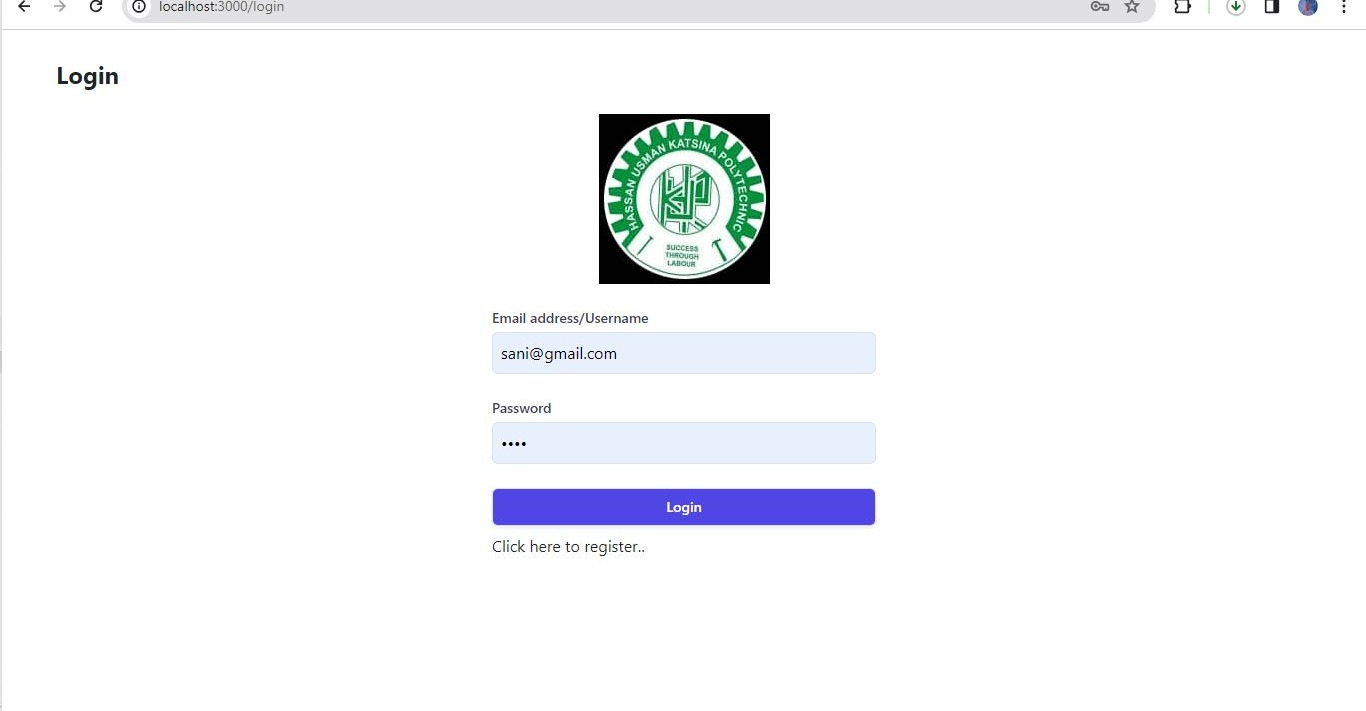 localhost:3000/login
Login
HASSAN USMAN KATSINA POLYTECHNIC
SUCCESS
THROUGH
LABOUR
Email address/Username
sani@gmail.com
Password
••••
Login
Click here to register..